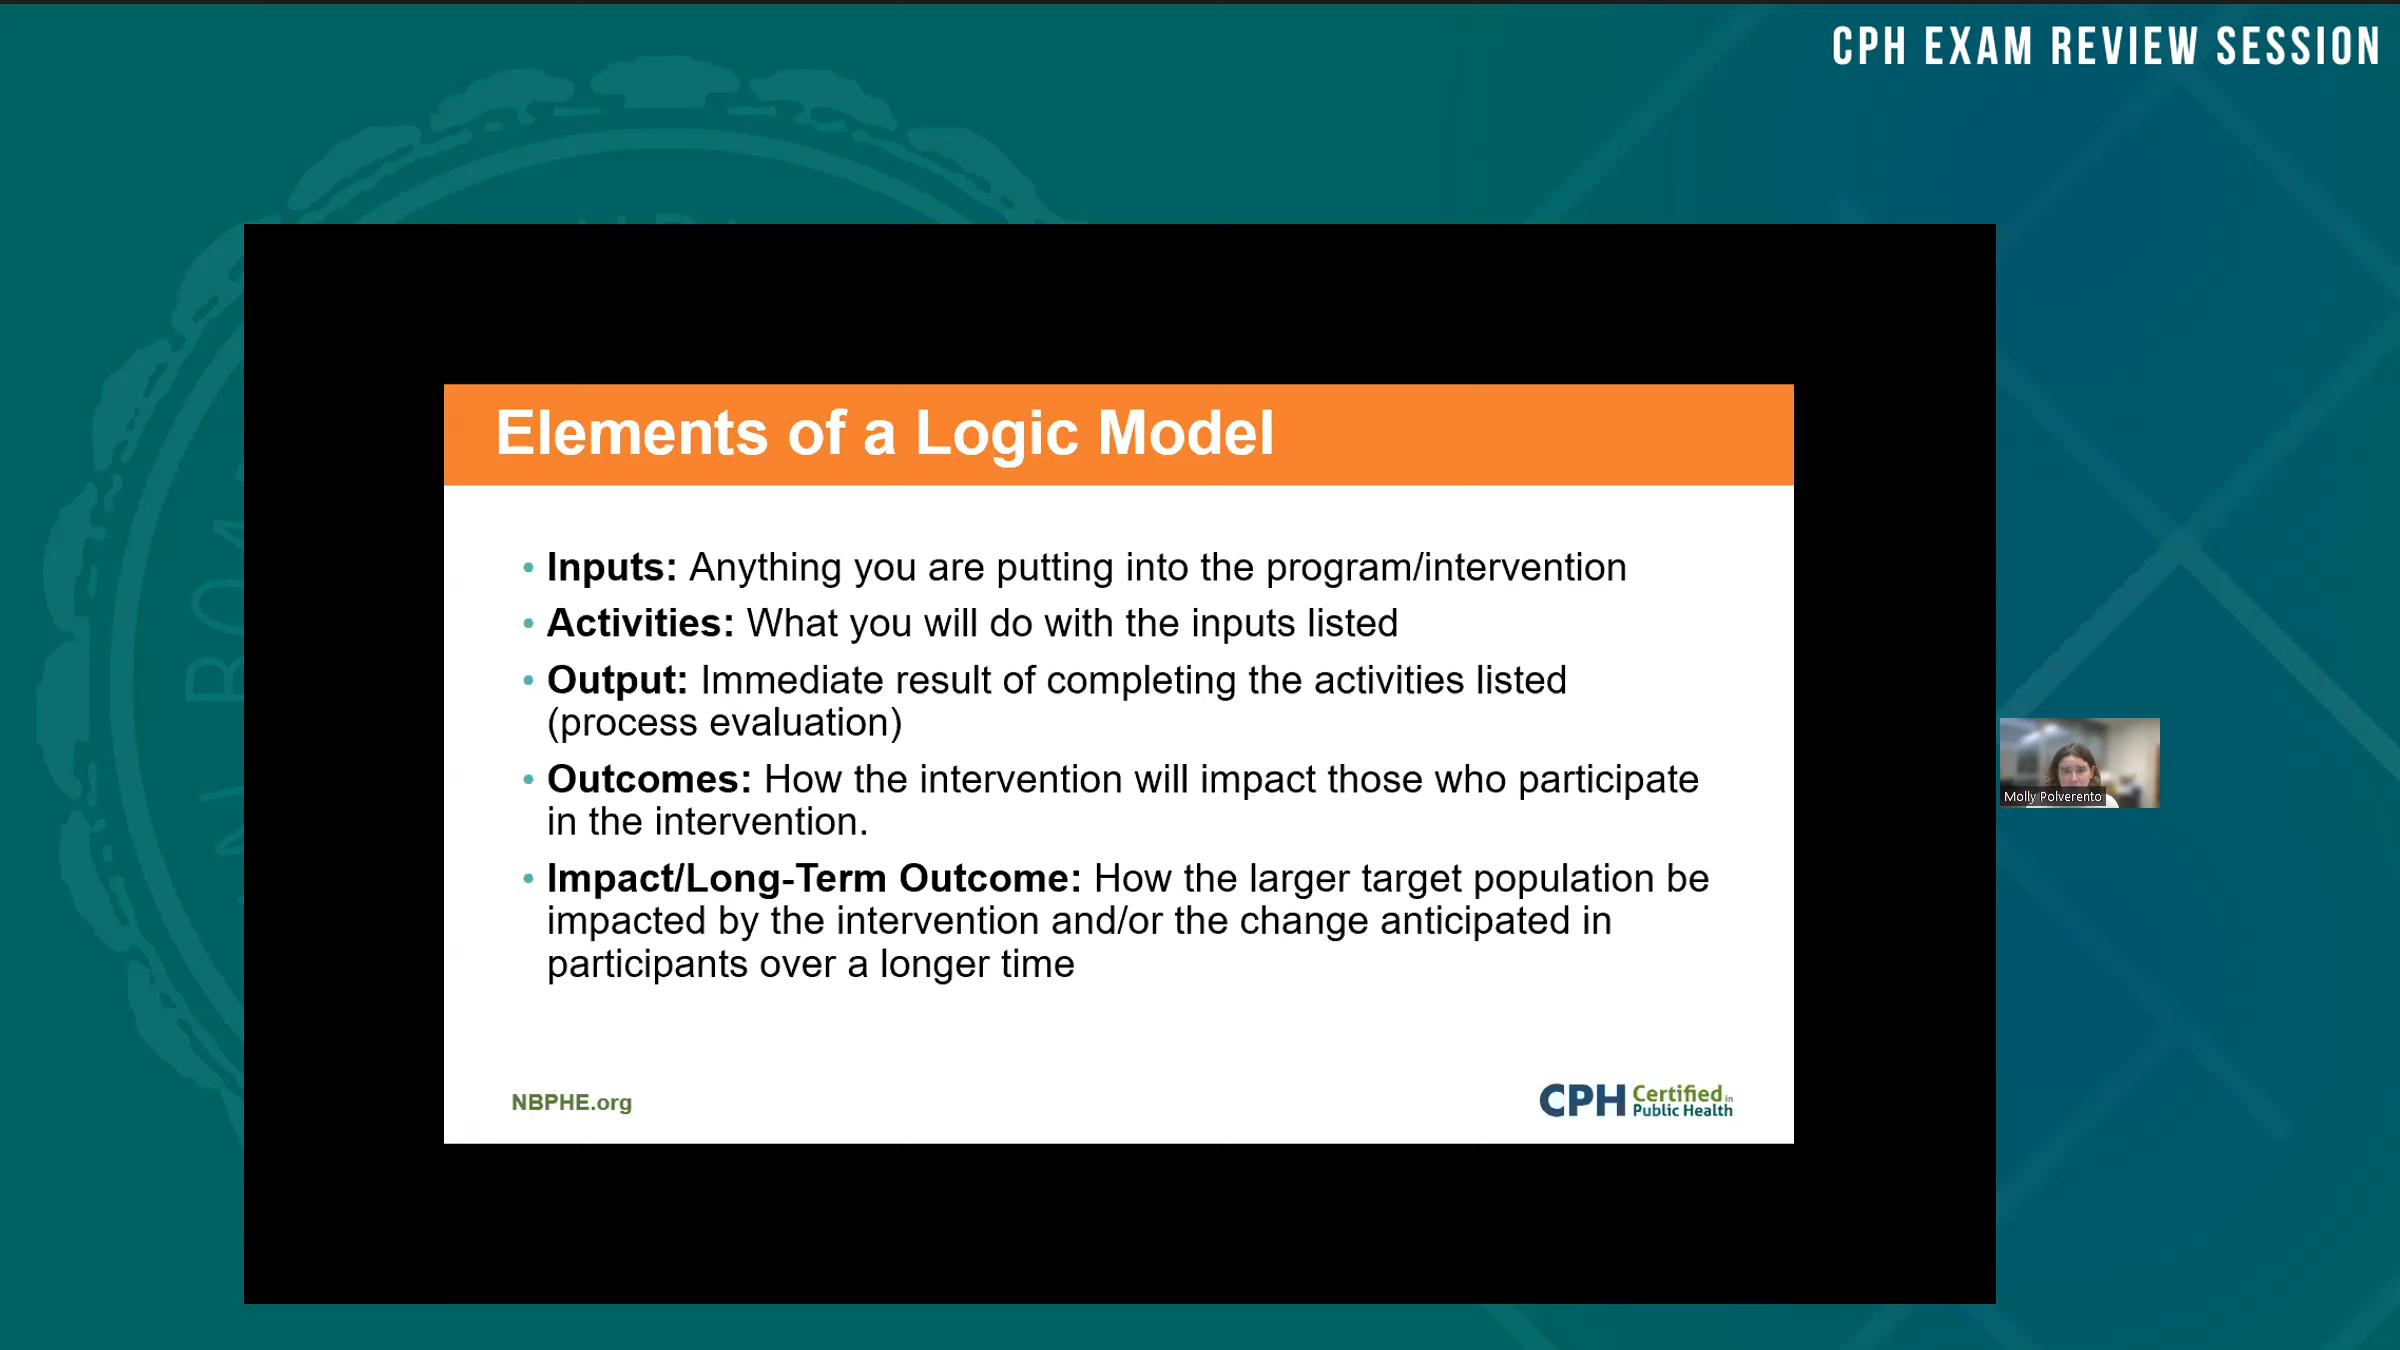 CPH EXAM REVIEW SESSION
Elements of a Logic Model
• Inputs: Anything you are putting into the program/intervention
• Activities: What you will do with the inputs listed
• Output: Immediate result of completing the activities listed
(process evaluation)
• Outcomes: How the intervention will impact those who participate
in the intervention.
• Impact/Long-Term Outcome: How the larger target population be
impacted by the intervention and/or the change anticipated in
participants over a longer time
Molly Polverento
NBPHE.org
CPH Certified in
Public Health